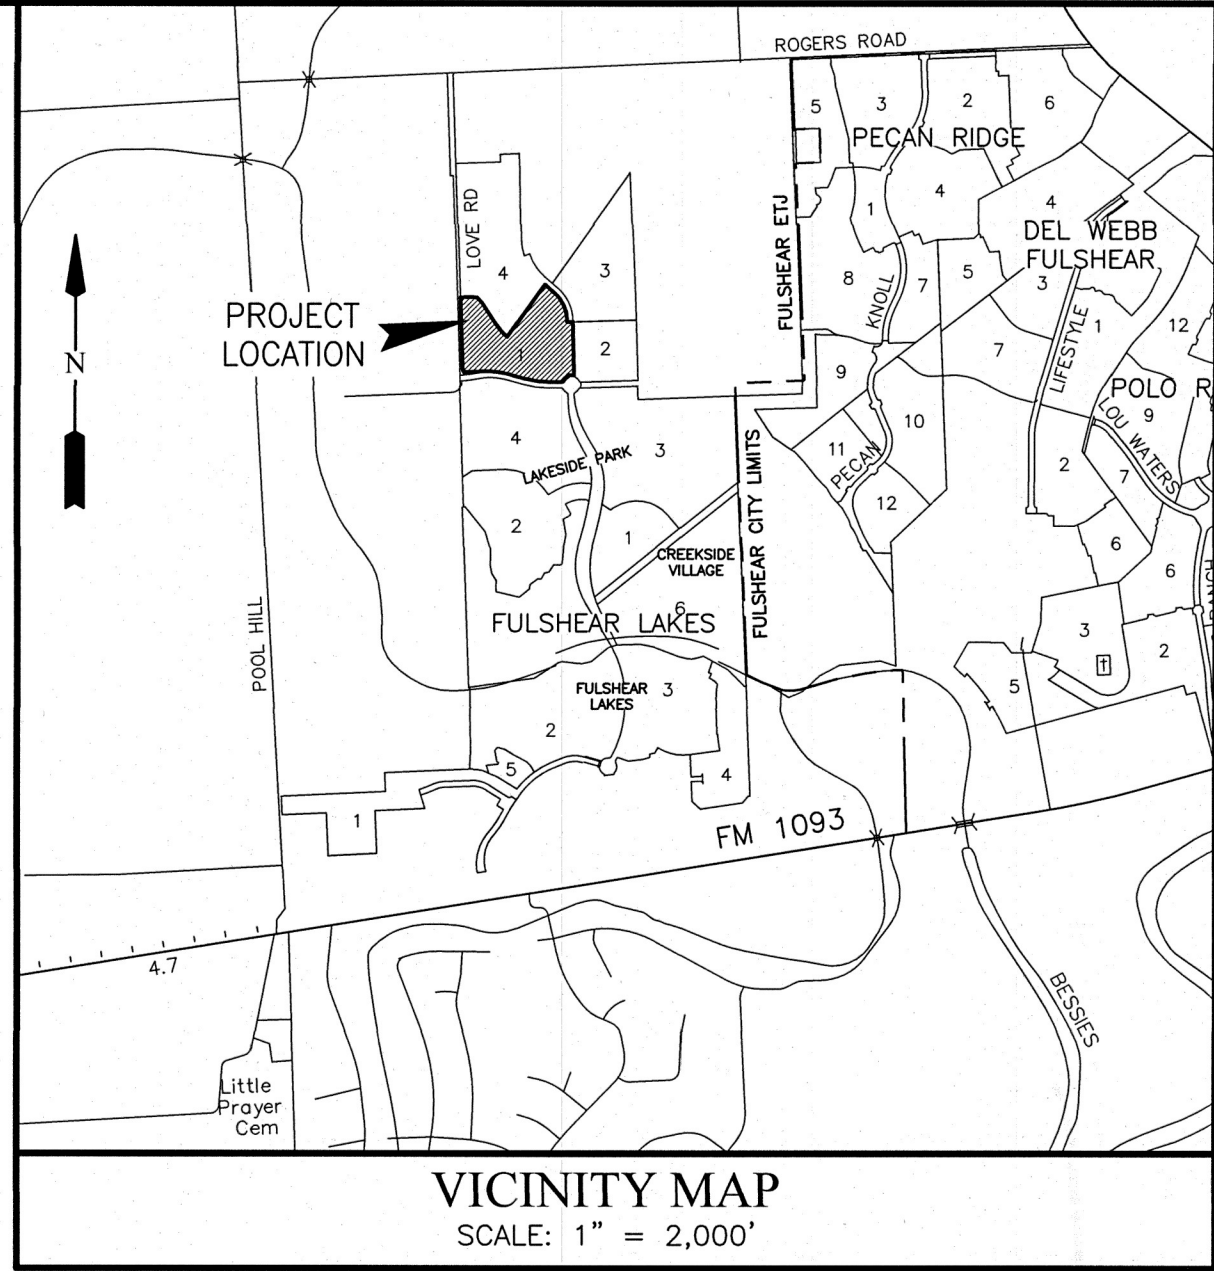 ROGERS ROAD
5
3
2
6
PECAN RIDGE
LOVE RD
1
4
FULSHEAR ETJ
4
DEL WEBB
FULSHEAR
4
3
8
KNOLL
7
5
3
PROJECT
LOCATION
1
2
N
7
LIFESTYLE
1
12
9
POLO R
9
LOU WATERS
10
11
PECAN
12
4
LAKESIDE PARK
3
FULSHEAR CITY LIMITS
2
7
2
1
CREEKSIDE
VILLAGE
6
6
6
FULSHEAR LAKES
POOL HILL
3
2
5
FULSHEAR
LAKES
3
2
5
4
1
FM 1093
4.7
BESSIES
Little
Prayer
Cem
VICINITY MAP
SCALE: 1" = 2,000'